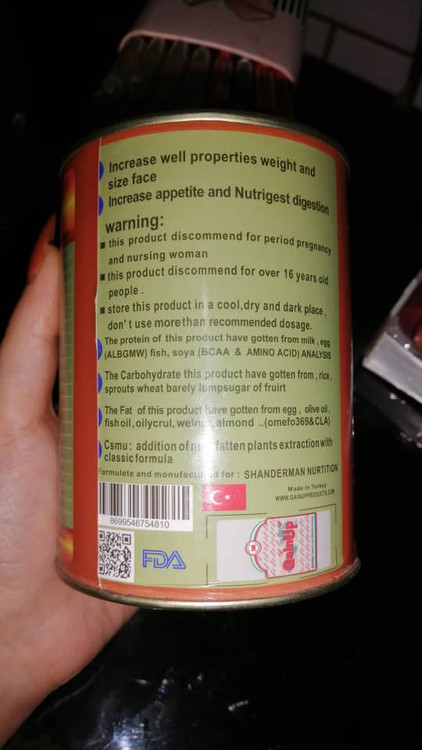 Increase well properties weight and
size face
Increase appetite and Nutrigest digestion
warning:
this product discommend for period pregnancy
and nursing woman
this product discommend for over 16 years old
people .
store this product in a cool,dry and dark place ,
don't use more than recommended dosage.
The protein of this product have gotten from milk , egg
(ALBGMW) fish, soya (BCAA & AMINO ACID) ANALYSIS
The Carbohydrate this product have gotten from , rice ,
sprouts wheat barely lumpsugar of fruirt
The Fat of this product have gotten from egg , olive oil ,
fish oil , oilycrul, almond ..(omefo369& CLA)
Csmu: addition of fatten plants extraction with
classic formula
Formulete and manufactured for : SHANDERMAN NURTITION
Made in Turkey
WWW.GAINUPPRODUCTS.COM
8699546754810
FDA
GainUp